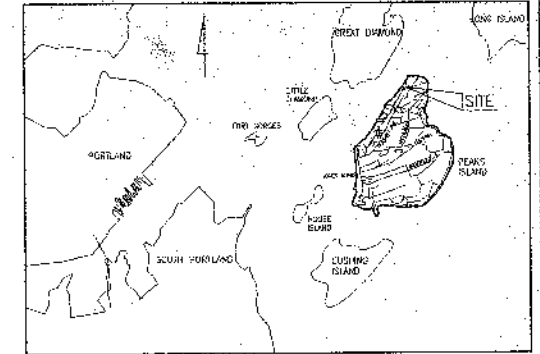 LONG ISLAND
GREAT DIAMOND
LITTLE
DIAMOND
SITE
FORT GORGES
PORTLAND
PEAKS
ISLAND
HOUSE
ISLAND
SOUTH PORTLAND
CUSHING
ISLAND